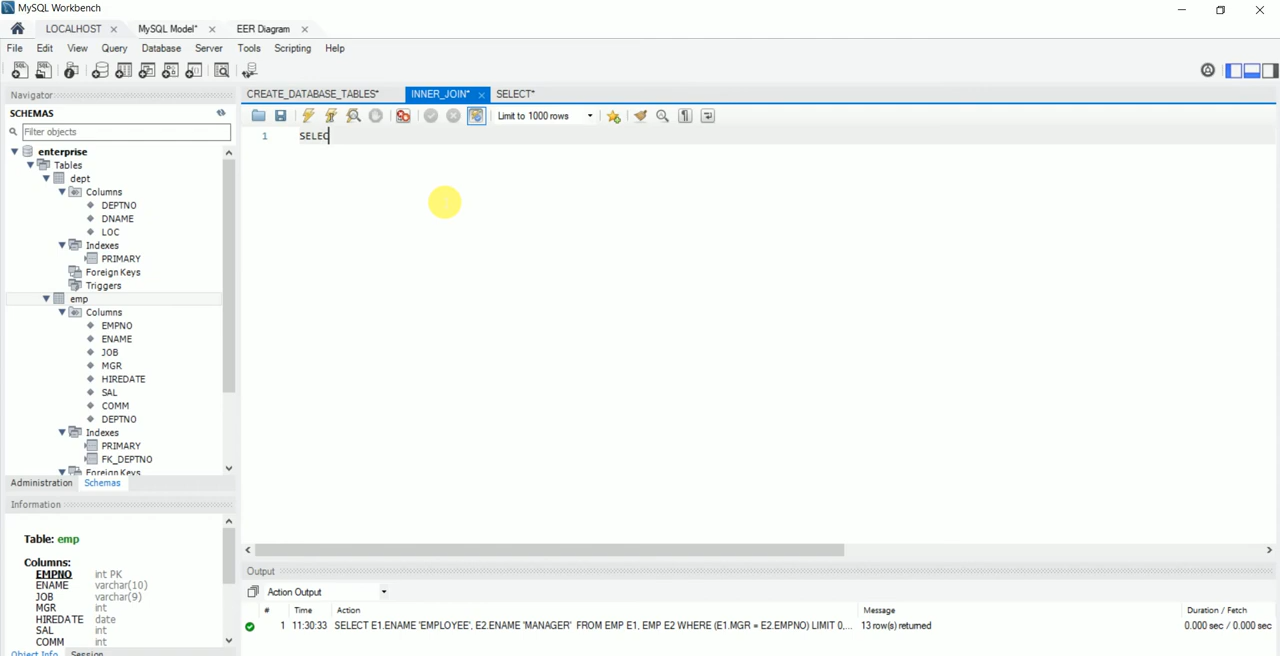 MySQL Workbench
LOCALHOST
MySQL Model*
EER Diagram
File Edit View Query Database Server Tools Scripting Help
Navigator
SCHEMAS
Filter objects
enterprise
Tables
dept
Columns
DEPTNO
DNAME
LOC
Indexes
PRIMARY
Foreign Keys
Triggers
emp
Columns
EMPNO
ENAME
JOB
MGR
HIREDATE
SAL
COMM
DEPTNO
Indexes
PRIMARY
FK_DEPTNO
Foreign Keys
Administration Schemas
Information
Table: emp
Columns:
EMPNO int PK
ENAME varchar(10)
JOB varchar(9)
MGR int
HIREDATE date
SAL int
COMM int
Object Info Session
CREATE_DATABASE_TABLES* INNER_JOIN* SELECT*
Limit to 1000 rows
1 SELEC
Output
Action Output
# Time Action Message Duration / Fetch
1 11:30:33 SELECT E1.ENAME 'EMPLOYEE', E2.ENAME 'MANAGER' FROM EMP E1, EMP E2 WHERE (E1.MGR = E2.EMPNO) LIMIT 0,... 13 row(s) returned 0.000 sec / 0.000 sec